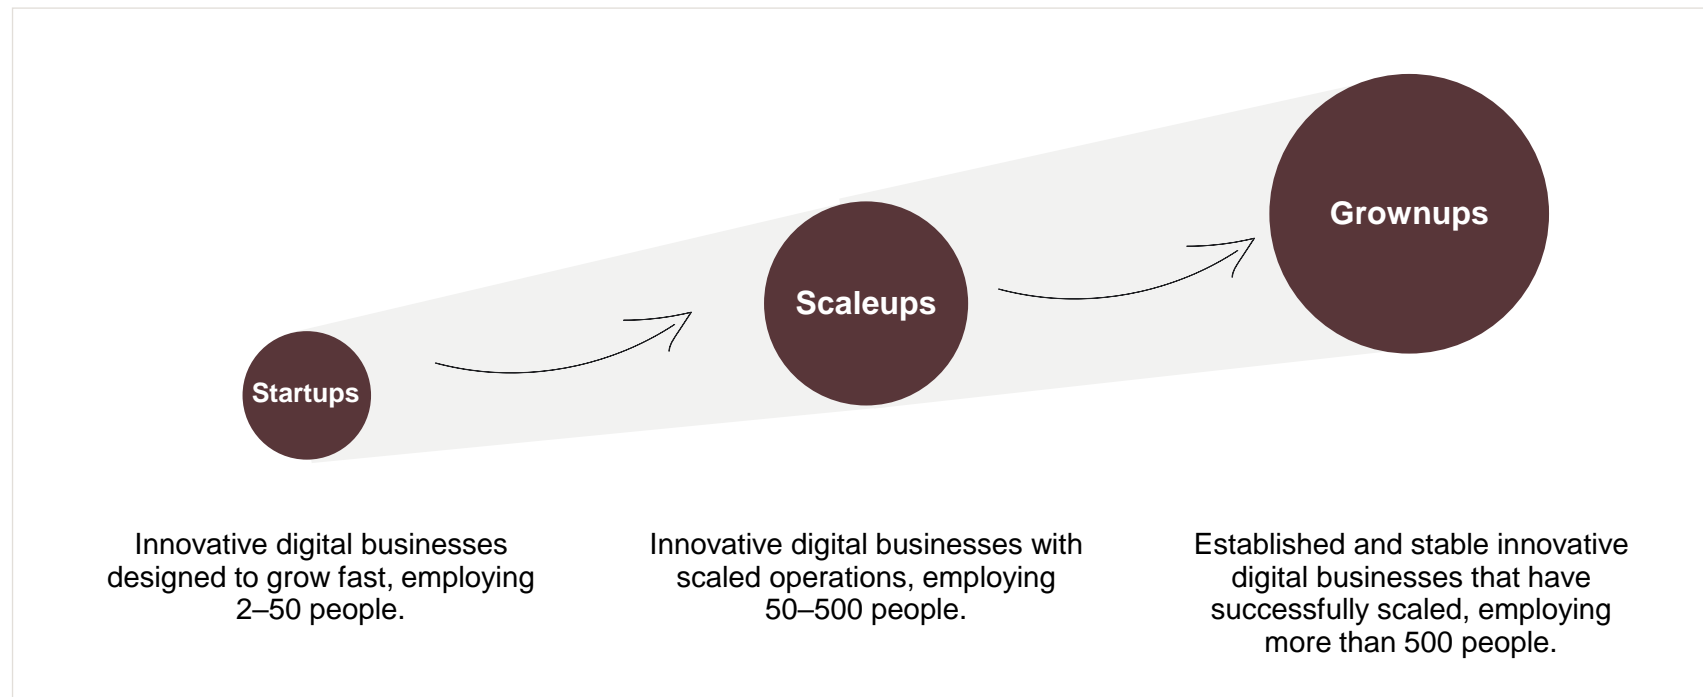 Startups
Scaleups
Grownups
Innovative digital businesses
designed to grow fast, employing
2–50 people.
Innovative digital businesses with
scaled operations, employing
50–500 people.
Established and stable innovative
digital businesses that have
successfully scaled, employing
more than 500 people.